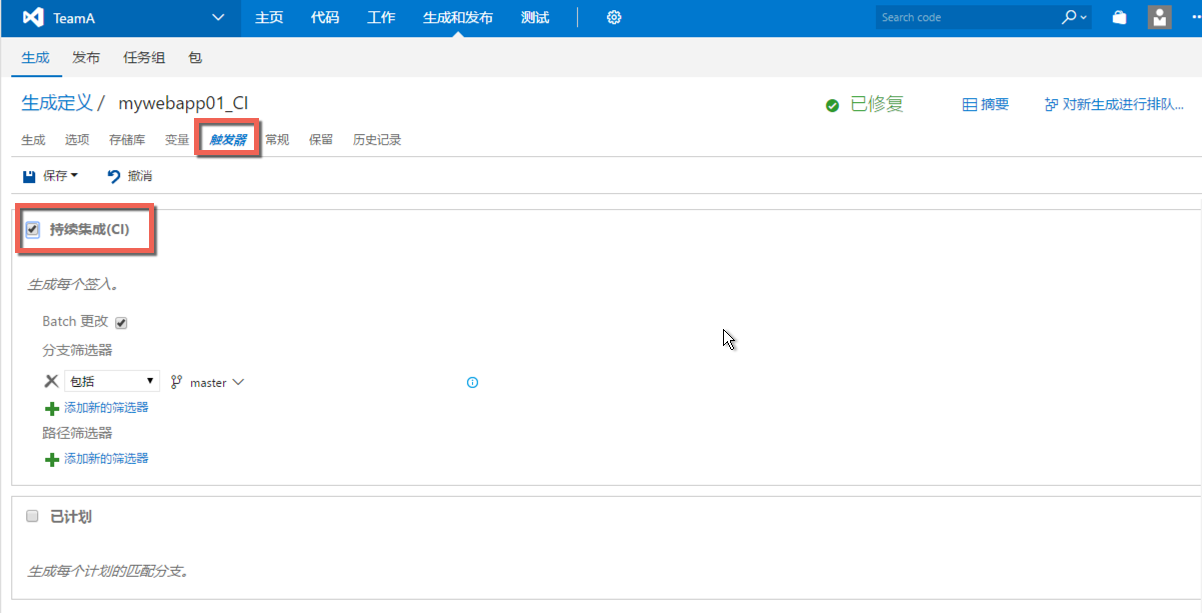 TeamA 主页 代码 工作 生成和发布 测试 Search code
生成 发布 任务组 包
生成定义 / mywebapp01_CI 已修复 摘要 对新生成进行排队...
生成 选项 存储库 变量 触发器 常规 保留 历史记录
保存 撤消
持续集成(CI)
生成每个签入。
Batch 更改
分支筛选器
包括 master
添加新的筛选器
路径筛选器
添加新的筛选器
已计划
生成每个计划的匹配分支。